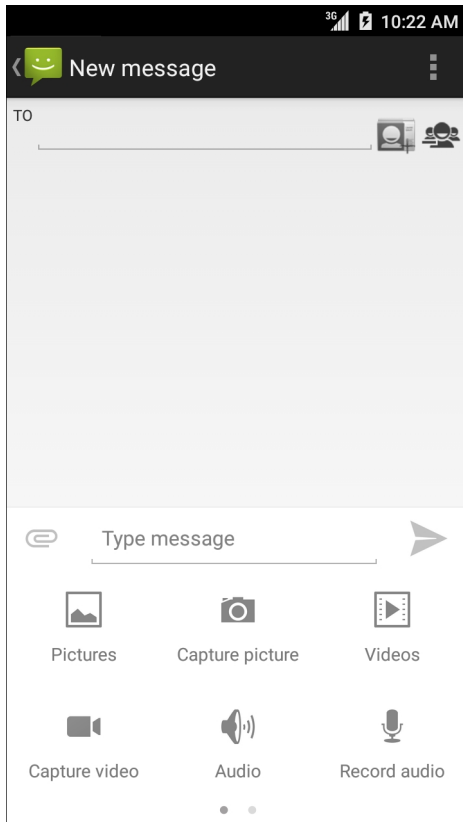 3G 10:22 AM
New message
TO
Type message
Pictures Capture picture Videos
Capture video Audio Record audio